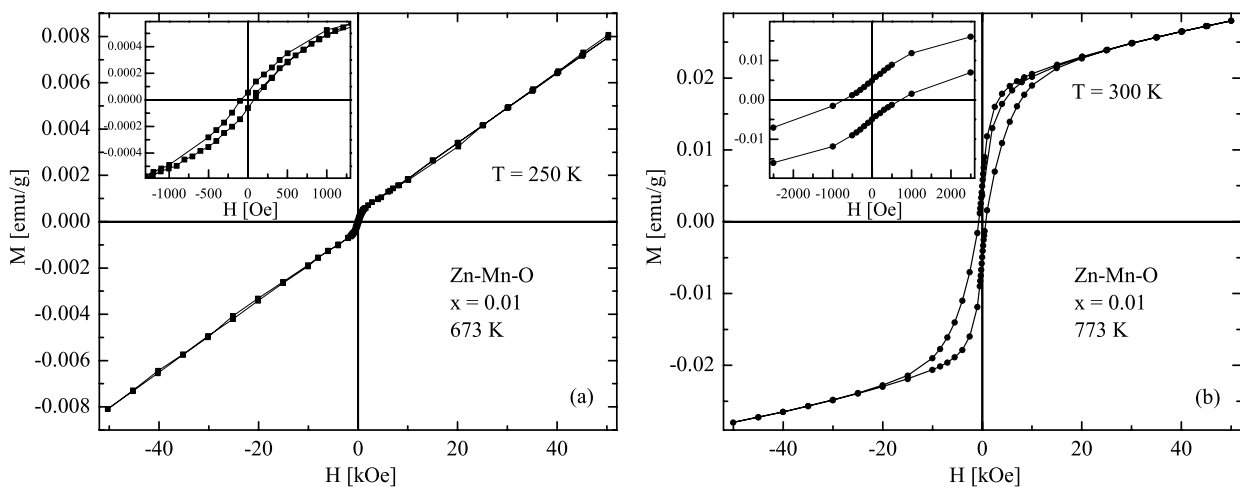 0.008
0.006
0.004
0.002
0.000
-0.002
-0.004
-0.006
-0.008
M [emu/g]
-40
-20
0
20
40
H [kOe]
0.0004
0.0002
0.0000
-0.0002
-0.0004
-1000
-500
0
500
1000
H [Oe]
T = 250 K
Zn-Mn-O
x = 0.01
673 K
(a)
0.02
0.01
0.00
-0.01
-0.02
M [emu/g]
-40
-20
0
20
40
H [kOe]
0.01
0.00
-0.01
-2000
-1000
0
1000
2000
H [Oe]
T = 300 K
Zn-Mn-O
x = 0.01
773 K
(b)